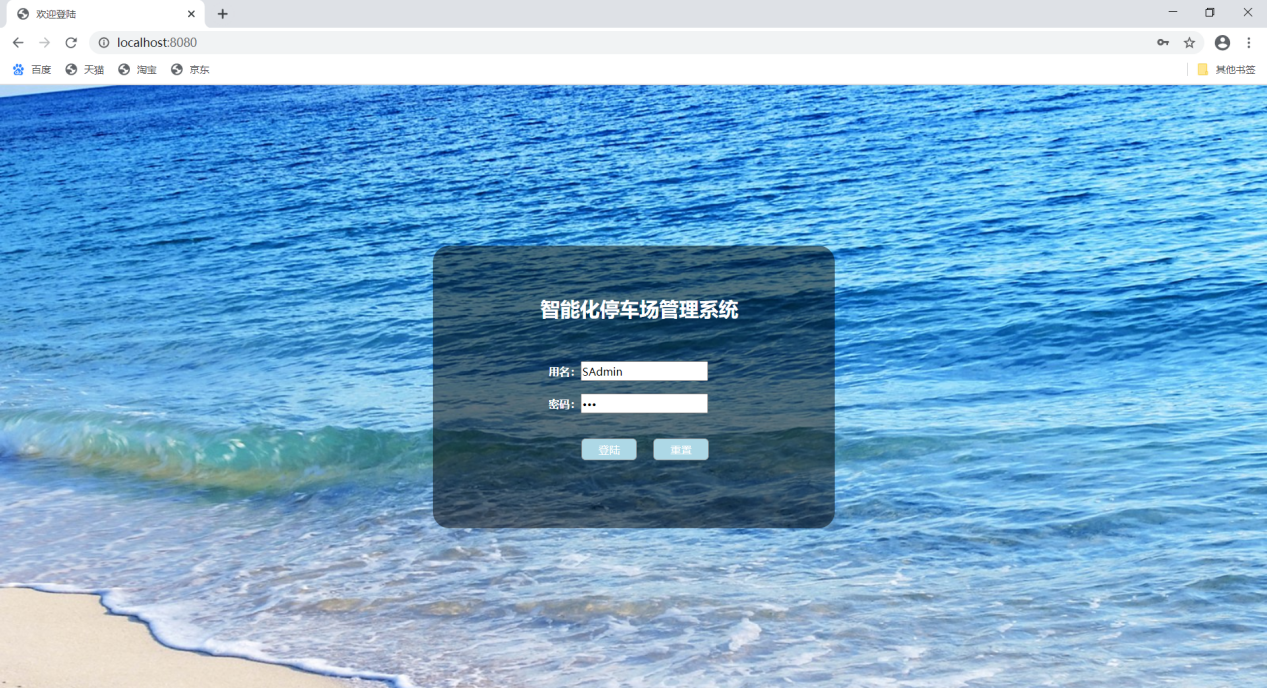 欢迎登陆
localhost:8080
百度 天猫 淘宝 京东 其他书签
智能化停车场管理系统
用名: SAdmin
密码: •••
登陆 重置